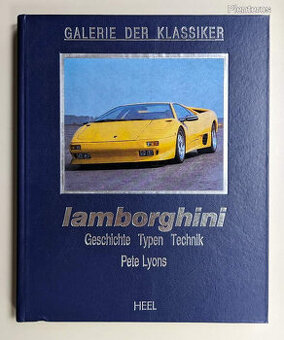 GALERIE DER KLASSIKER
lamborghini
Geschichte Typen Technik
Pete Lyons
HEEL